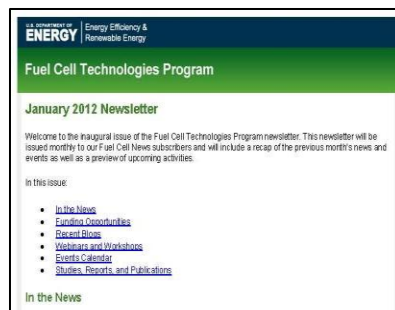 U.S. DEPARTMENT OF
ENERGY
Energy Efficiency &
Renewable Energy
Fuel Cell Technologies Program
January 2012 Newsletter
Welcome to the inaugural issue of the Fuel Cell Technologies Program newsletter. This newsletter will be
issued monthly to our Fuel Cell News subscribers and will include a recap of the previous month's news and
events as well as a preview of upcoming activities.
In this issue:
In the News
Funding Opportunities
Recent Blogs
Webinars and Workshops
Events Calendar
Studies, Reports, and Publications
In the News